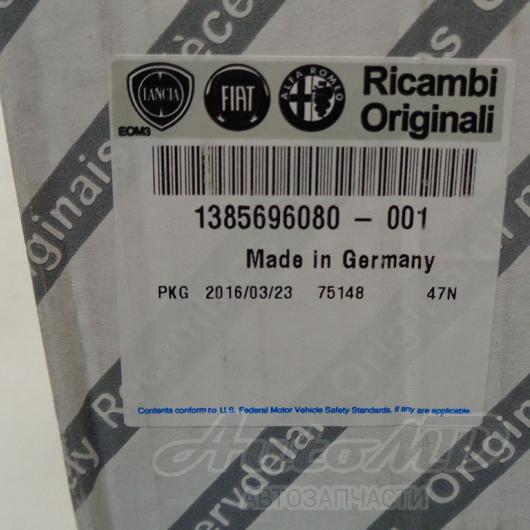 LANCIA
FIAT
ALFA ROMEO
Ricambi
Originali
EOM3
1385696080 - 001
Made in Germany
PKG 2016/03/23 75148 47N
Contents conform to U.S. Federal Motor Vehicle Safety Standards, if any are applicable
АВТОЗАПЧАСТИ